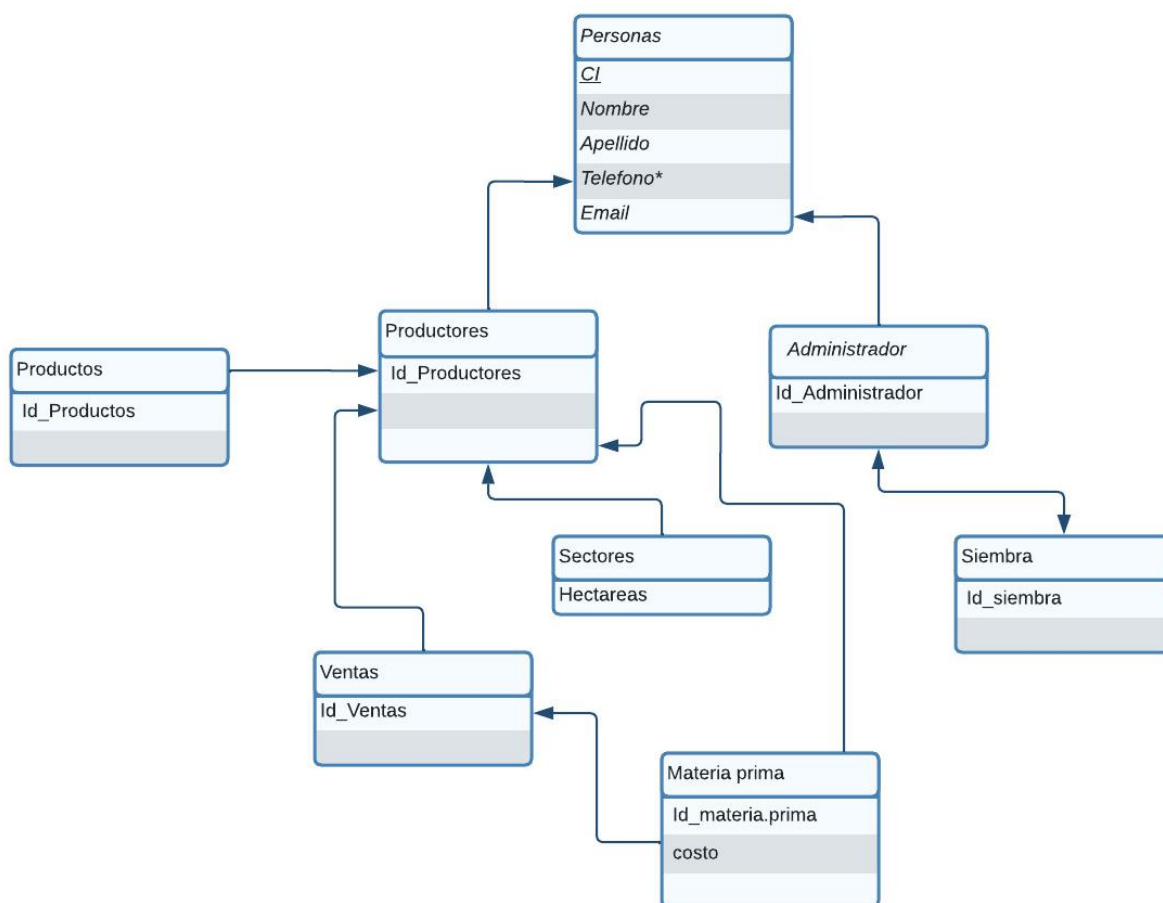 Personas
CI
Nombre
Apellido
Telefono*
Email
Productores
Id_Productores
Administrador
Id_Administrador
Productos
Id_Productos
Sectores
Hectareas
Siembra
Id_siembra
Ventas
Id_Ventas
Materia prima
Id_materia.prima
costo